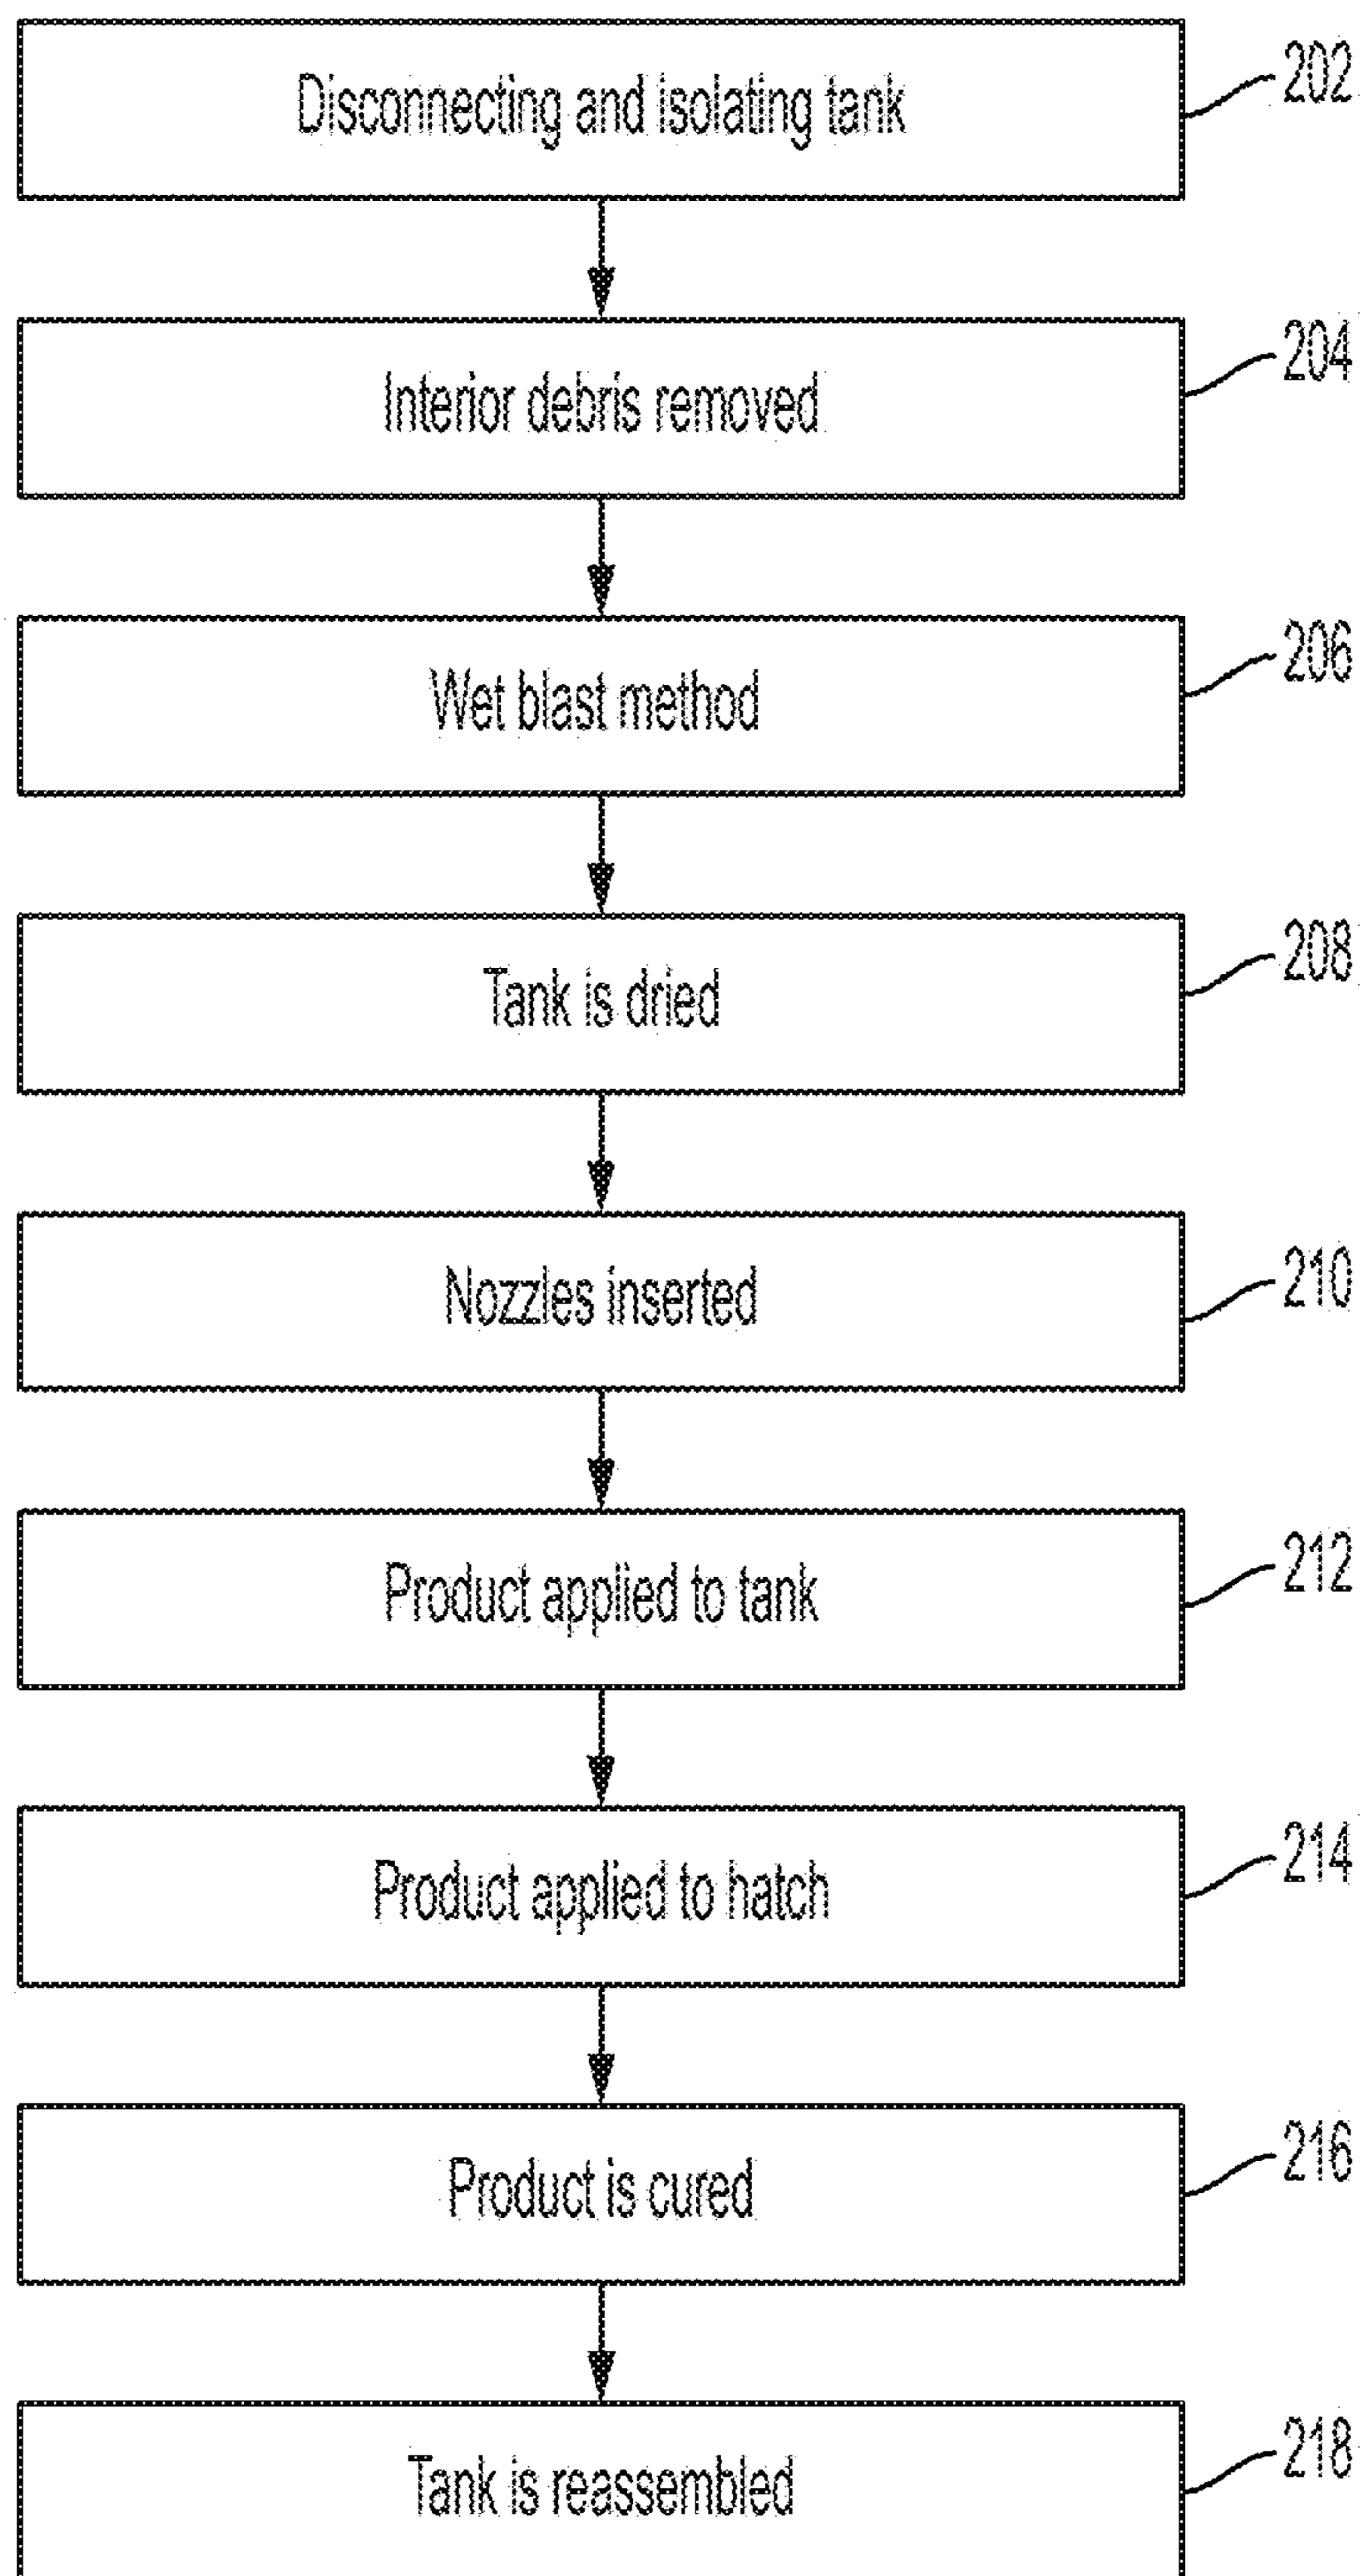 Disconnecting and isolating tank 202
Interior debris removed 204
Wet blast method 206
Tank is dried 208
Nozzles inserted 210
Product applied to tank 212
Product applied to hatch 214
Product is cured 216
Tank is reassembled 218